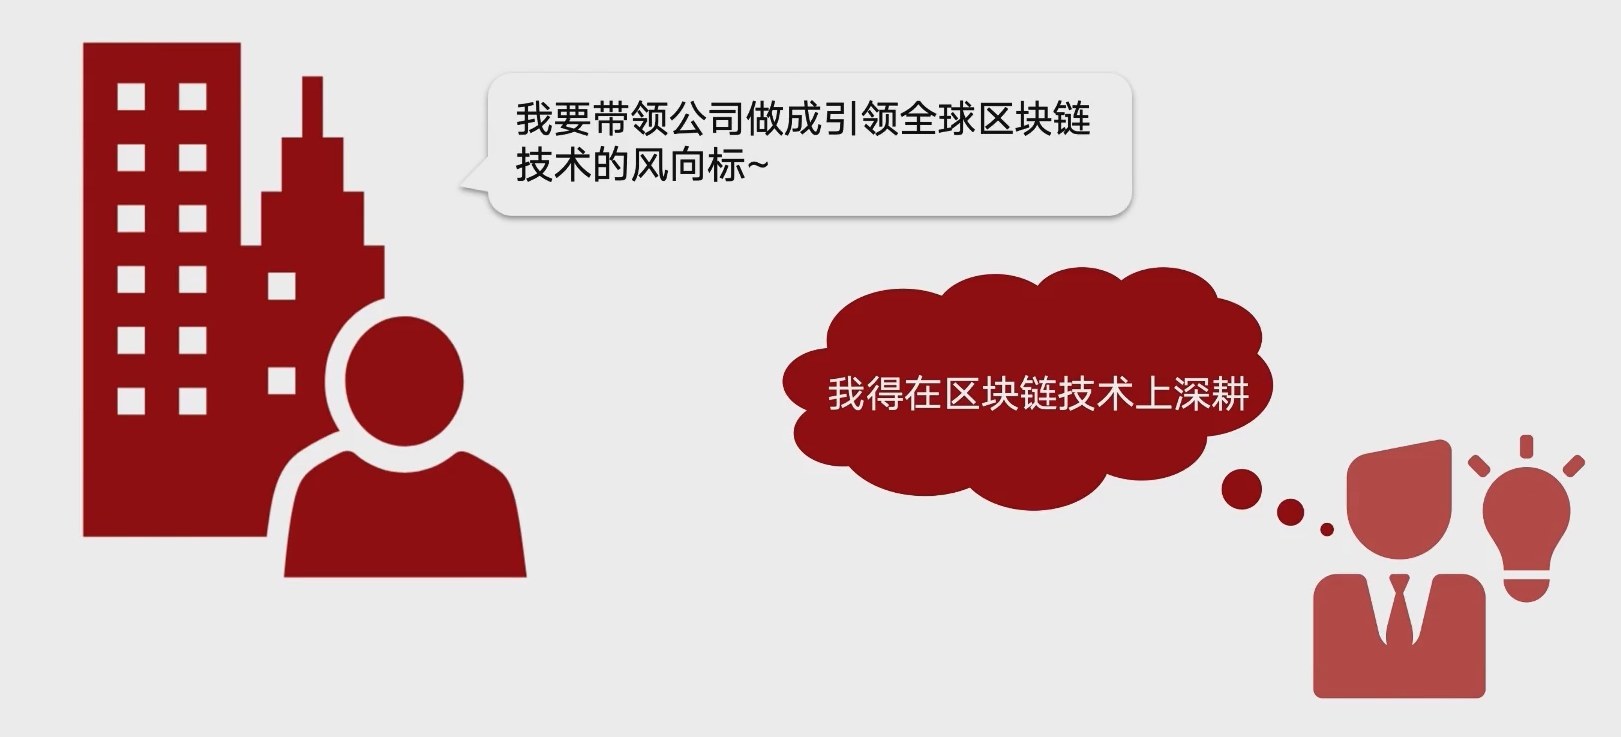 我要带领公司做成引领全球区块链
技术的风向标~
我得在区块链技术上深耕